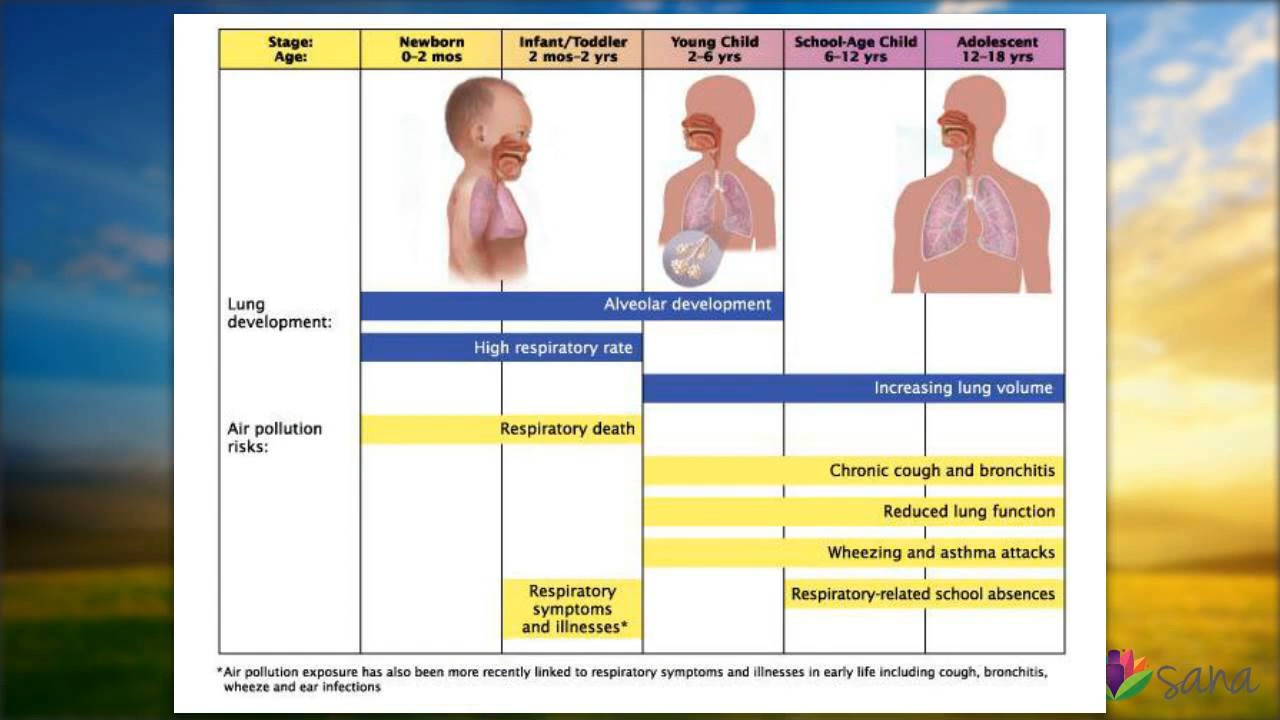 Stage: Newborn Infant/Toddler Young Child School-Age Child Adolescent
Age: 0–2 mos 2 mos–2 yrs 2–6 yrs 6–12 yrs 12–18 yrs
Lung
development:
Alveolar development
High respiratory rate
Increasing lung volume
Air pollution
risks:
Respiratory death
Chronic cough and bronchitis
Reduced lung function
Wheezing and asthma attacks
Respiratory
symptoms
and illnesses*
Respiratory-related school absences
*Air pollution exposure has also been more recently linked to respiratory symptoms and illnesses in early life including cough, bronchitis,
wheeze and ear infections
sana